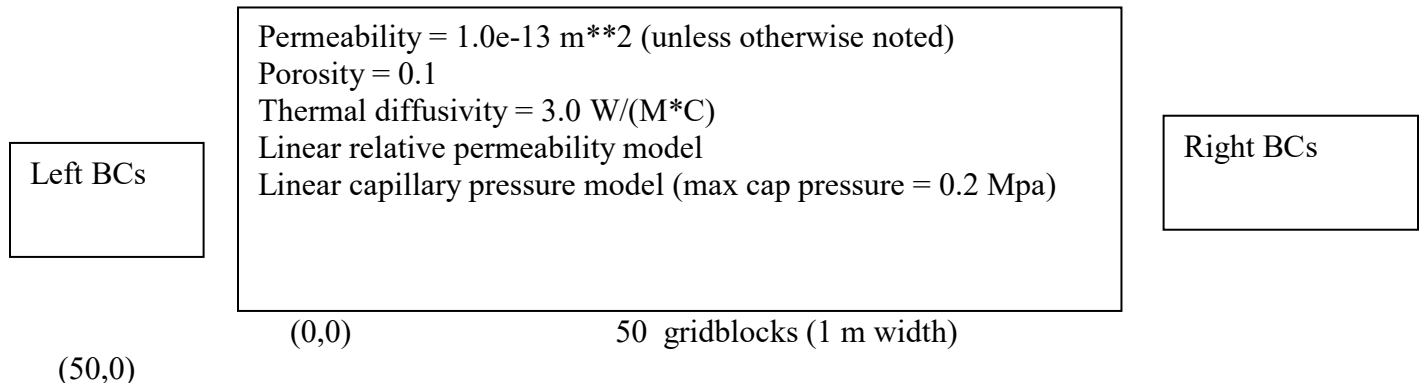 Permeability = 1.0e-13 m**2 (unless otherwise noted)
Porosity = 0.1
Thermal diffusivity = 3.0 W/(M*C)
Linear relative permeability model
Linear capillary pressure model (max cap pressure = 0.2 Mpa)
Left BCs
Right BCs
(0,0) 50 gridblocks (1 m width)
(50,0)